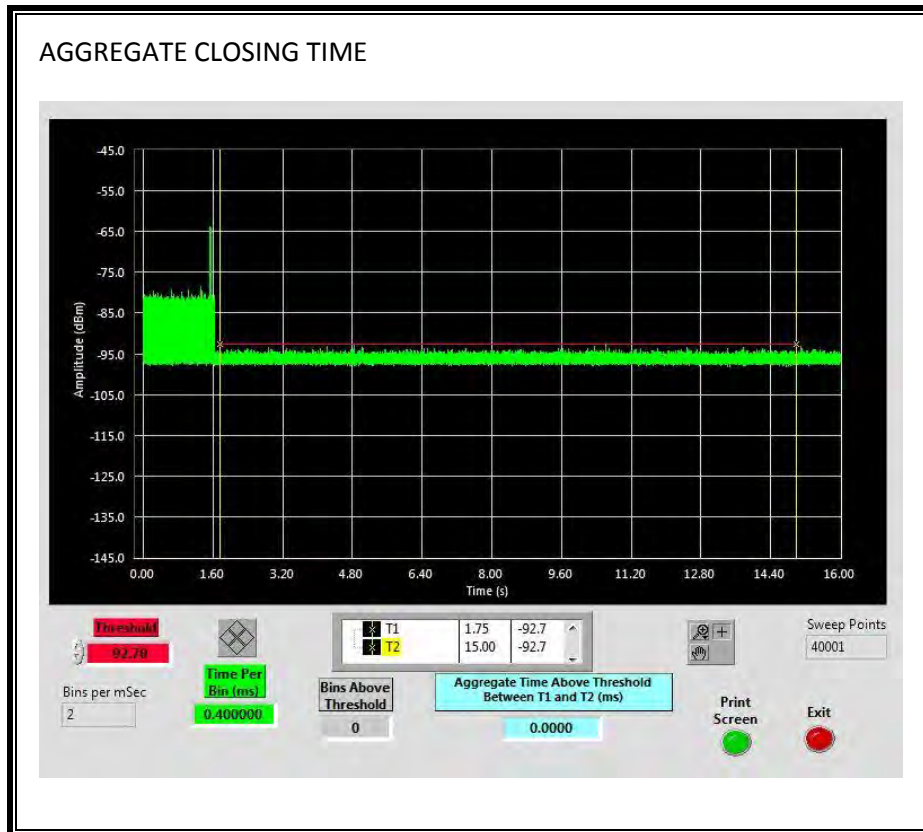 AGGREGATE CLOSING TIME
-45.0
-55.0
-65.0
-75.0
-85.0
-95.0
-105.0
-115.0
-125.0
-135.0
-145.0
Amplitude (dBm)
0.00 1.60 3.20 4.80 6.40 8.00 9.60 11.20 12.80 14.40 16.00
Time (s)
Threshold
92.70
Bins per mSec
2
Time Per
Bin (ms)
0.400000
T1 1.75 -92.7
T2 15.00 -92.7
Bins Above
Threshold
0
Aggregate Time Above Threshold
Between T1 and T2 (ms)
0.0000
Sweep Points
40001
Print
Screen
Exit